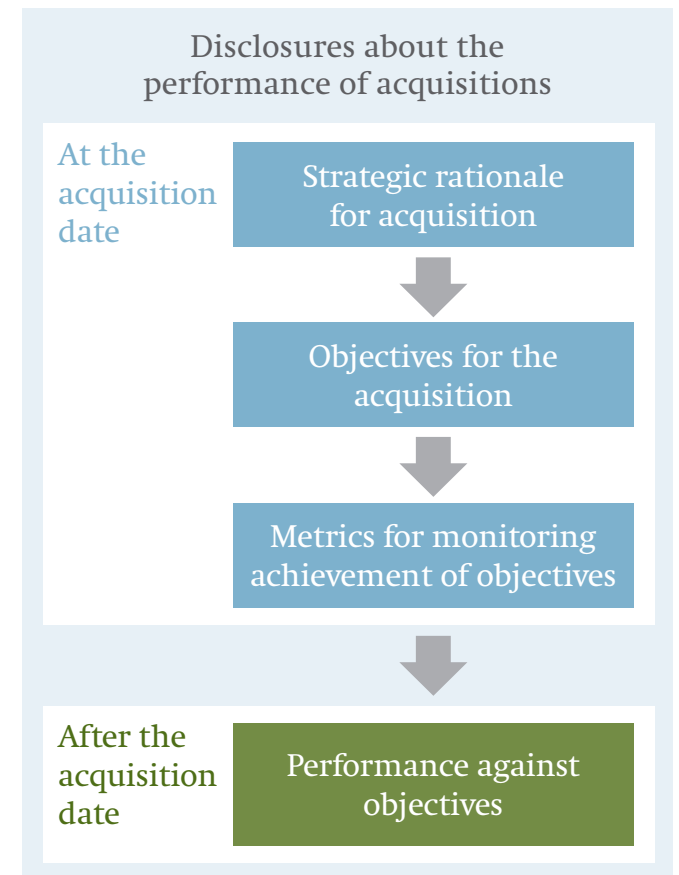 Disclosures about the
performance of acquisitions
At the
acquisition
date
Strategic rationale
for acquisition
Objectives for the
acquisition
Metrics for monitoring
achievement of objectives
After the
acquisition
date
Performance against
objectives